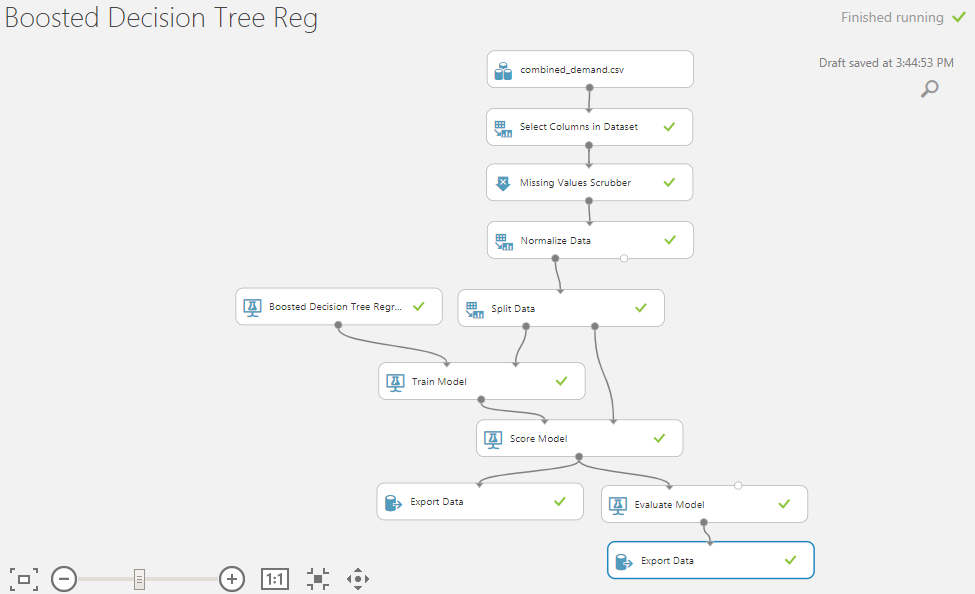 Boosted Decision Tree Reg
Finished running
Draft saved at 3:44:53 PM
combined_demand.csv
Select Columns in Dataset
Missing Values Scrubber
Normalize Data
Boosted Decision Tree Regr...
Split Data
Train Model
Score Model
Export Data
Evaluate Model
Export Data
1:1